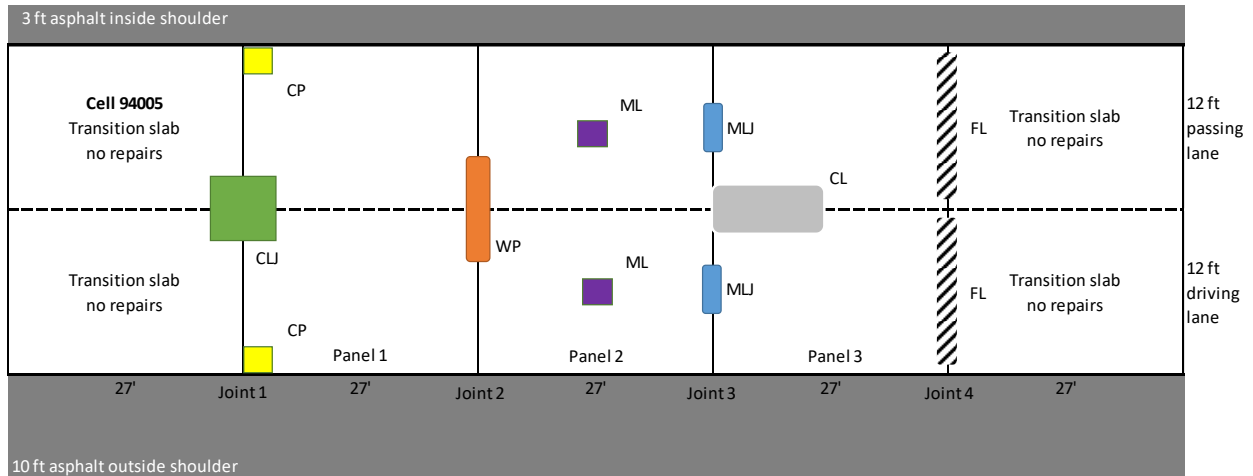 3 ft asphalt inside shoulder
Cell 94005
Transition slab
no repairs
CP
ML
MLJ
FL
Transition slab
no repairs
12 ft
passing
lane
CL
CLJ
WP
Transition slab
no repairs
ML
MLJ
FL
Transition slab
no repairs
12 ft
driving
lane
CP
Panel 1
Panel 2
Panel 3
27'
Joint 1
27'
Joint 2
27'
Joint 3
27'
Joint 4
27'
10 ft asphalt outside shoulder